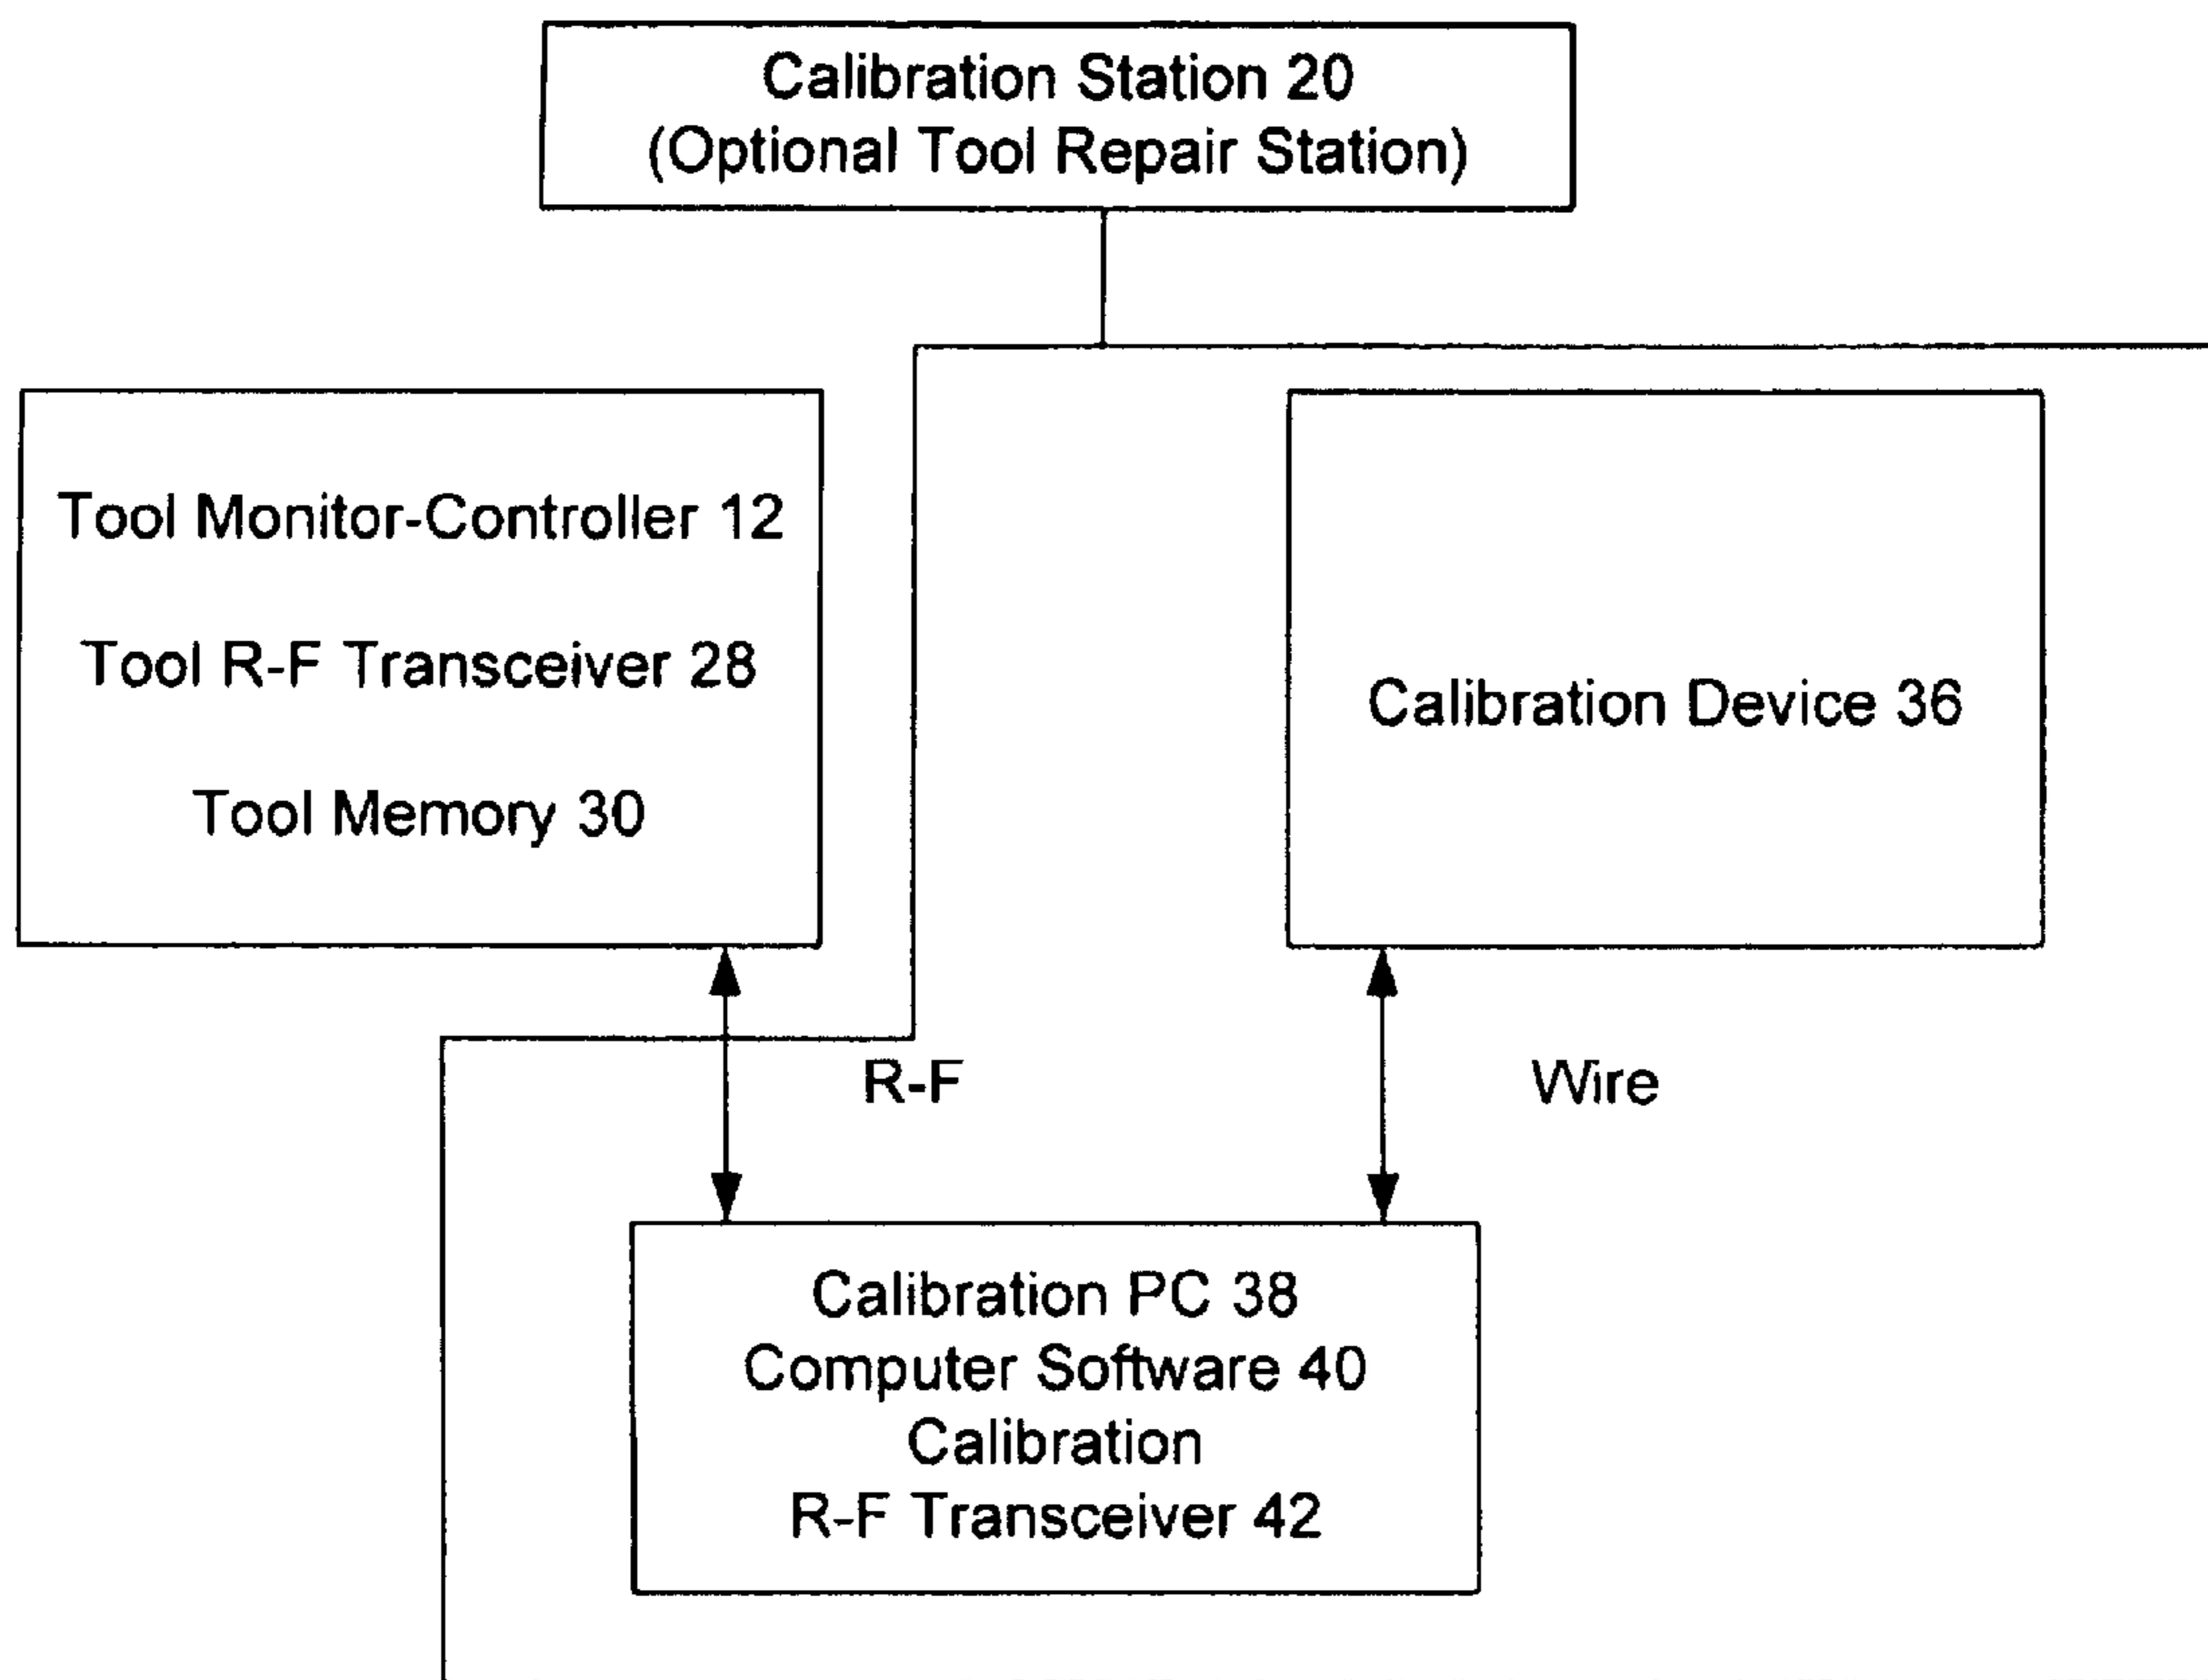 Calibration Station 20
(Optional Tool Repair Station)
Tool Monitor-Controller 12
Tool R-F Transceiver 28
Tool Memory 30
Calibration Device 36
R-F
Wire
Calibration PC 38
Computer Software 40
Calibration
R-F Transceiver 42